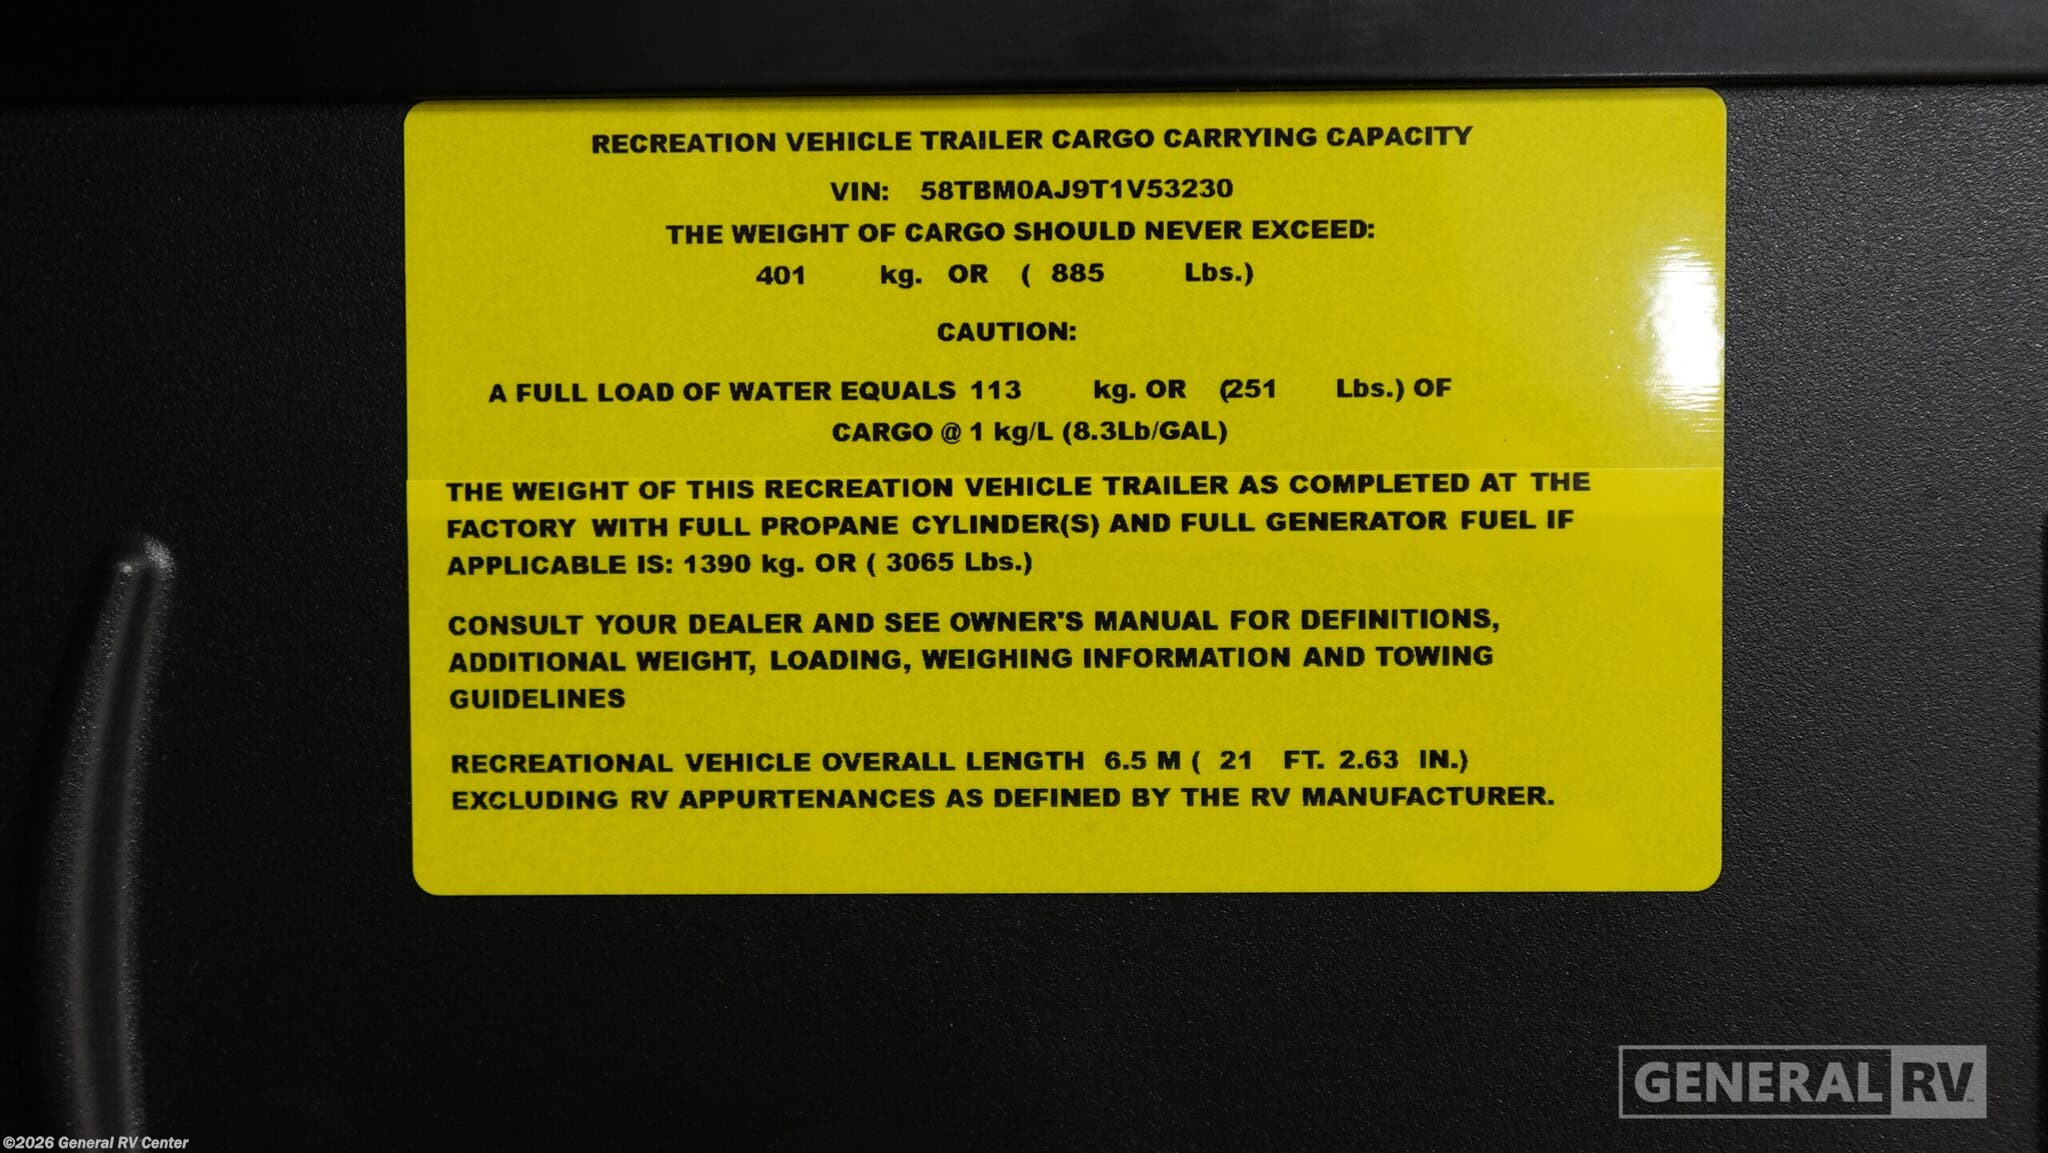 RECREATION VEHICLE TRAILER CARGO CARRYING CAPACITY
VIN: 58TBM0AJ9T1V53230
THE WEIGHT OF CARGO SHOULD NEVER EXCEED:
401 kg. OR ( 885 Lbs.)
CAUTION:
A FULL LOAD OF WATER EQUALS 113 kg. OR (251 Lbs.) OF
CARGO @ 1 kg/L (8.3Lb/GAL)
THE WEIGHT OF THIS RECREATION VEHICLE TRAILER AS COMPLETED AT THE
FACTORY WITH FULL PROPANE CYLINDER(S) AND FULL GENERATOR FUEL IF
APPLICABLE IS: 1390 kg. OR ( 3065 Lbs.)
CONSULT YOUR DEALER AND SEE OWNER'S MANUAL FOR DEFINITIONS,
ADDITIONAL WEIGHT, LOADING, WEIGHING INFORMATION AND TOWING
GUIDELINES
RECREATIONAL VEHICLE OVERALL LENGTH 6.5 M ( 21 FT. 2.63 IN.)
EXCLUDING RV APPURTENANCES AS DEFINED BY THE RV MANUFACTURER.
GENERAL RV
©2026 General RV Center